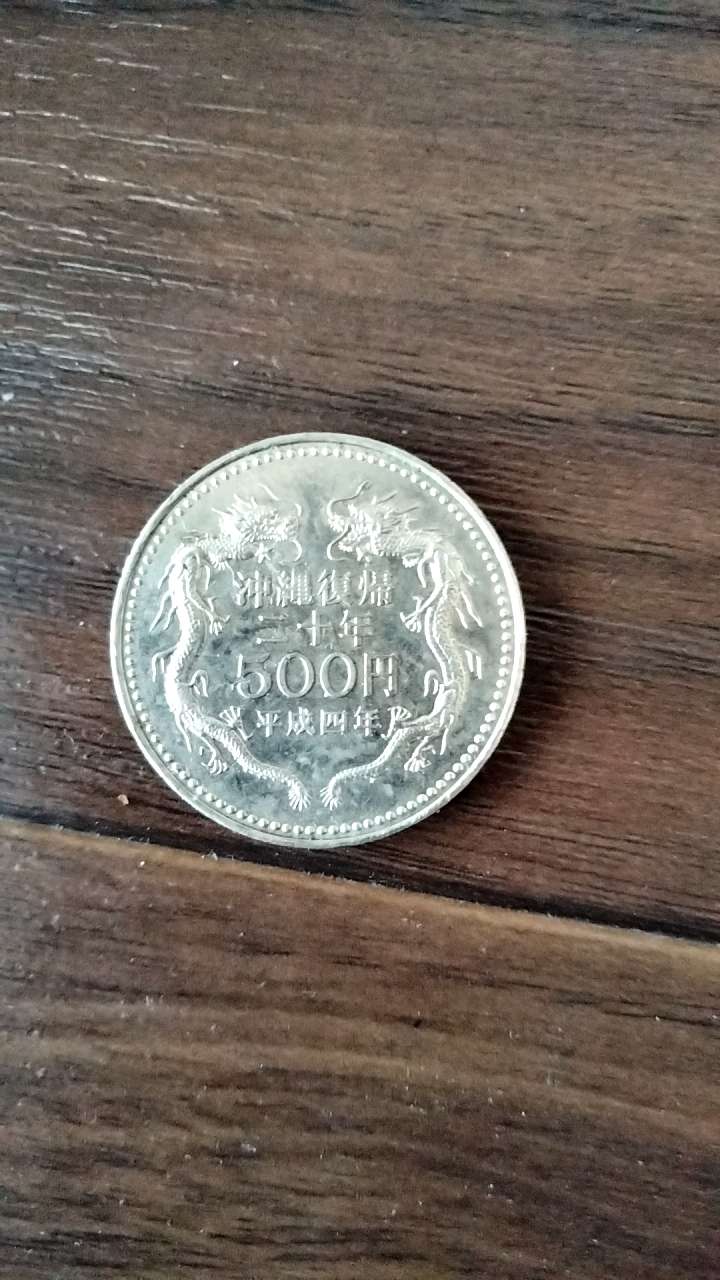 沖縄復帰
二十年
500円
平成四年